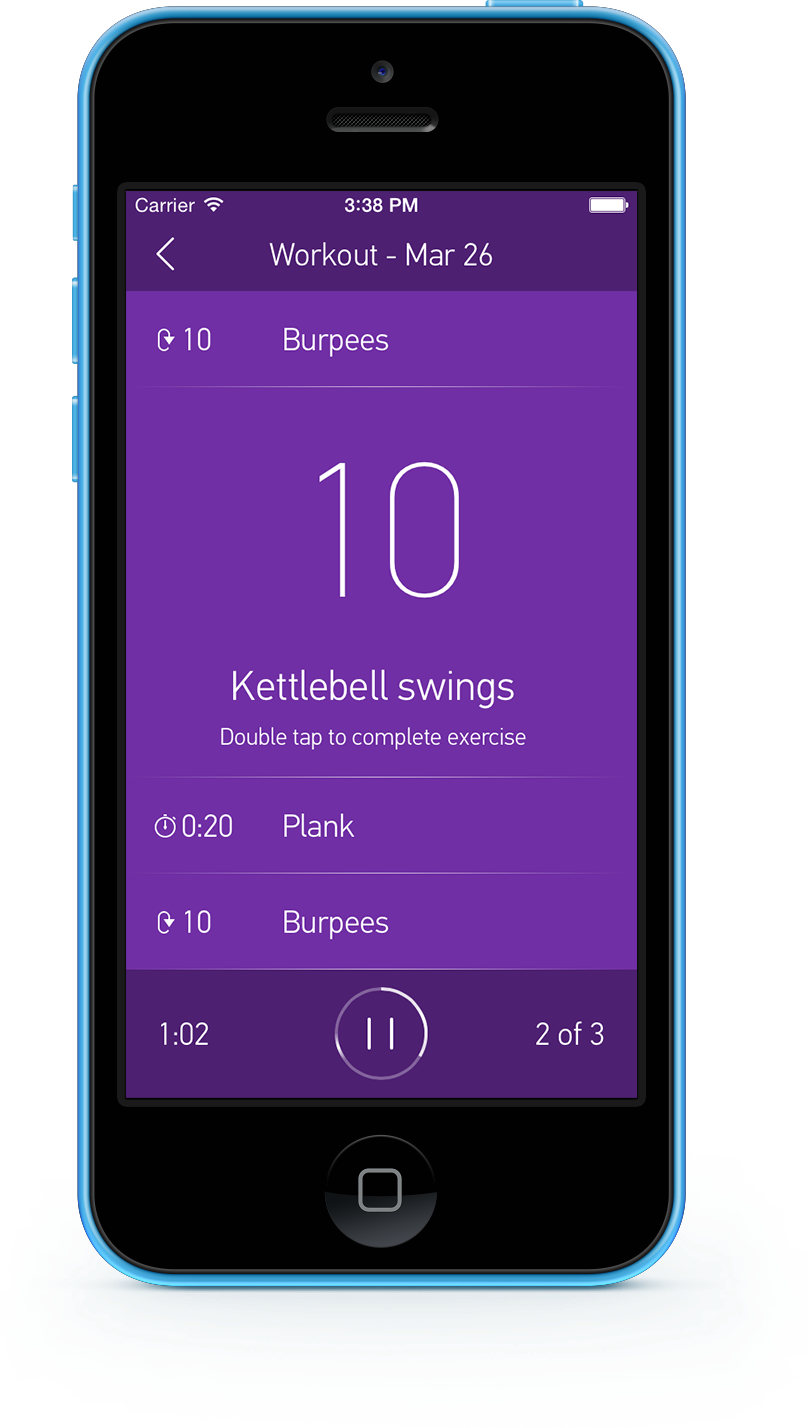 Carrier 3:38 PM
Workout - Mar 26
10 Burpees
10
Kettlebell swings
Double tap to complete exercise
0:20 Plank
10 Burpees
1:02 2 of 3